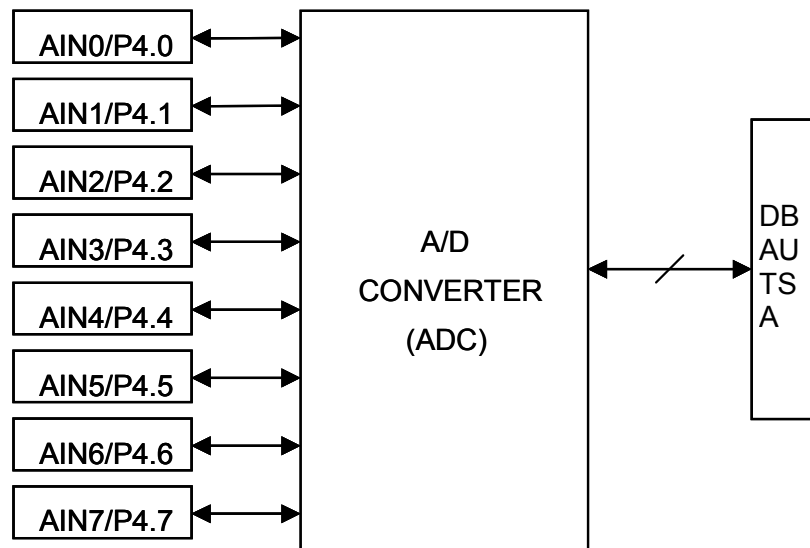 AIN0/P4.0
AIN1/P4.1
AIN2/P4.2
AIN3/P4.3
AIN4/P4.4
AIN5/P4.5
AIN6/P4.6
AIN7/P4.7
A/D
CONVERTER
(ADC)
DB
AU
TS
A